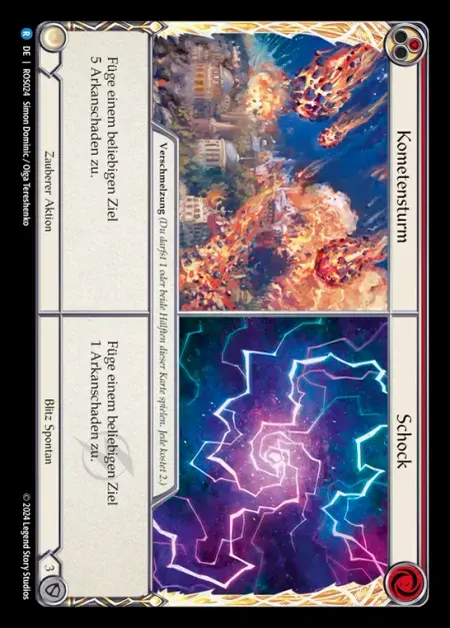 Kometensturm
Schock
Verschmelzung (Du darfst 1 oder beide Hälften dieser Karte spielen. Jede kostet 2.)
Füge einem beliebigen Ziel
5 Arkanschaden zu.
Füge einem beliebigen Ziel
1 Arkanschaden zu.
Zauberer Aktion
Blitz Spontan
3
R DE | ROS024 Simon Dominic / Olga Tereshenko
© 2024 Legend Story Studios